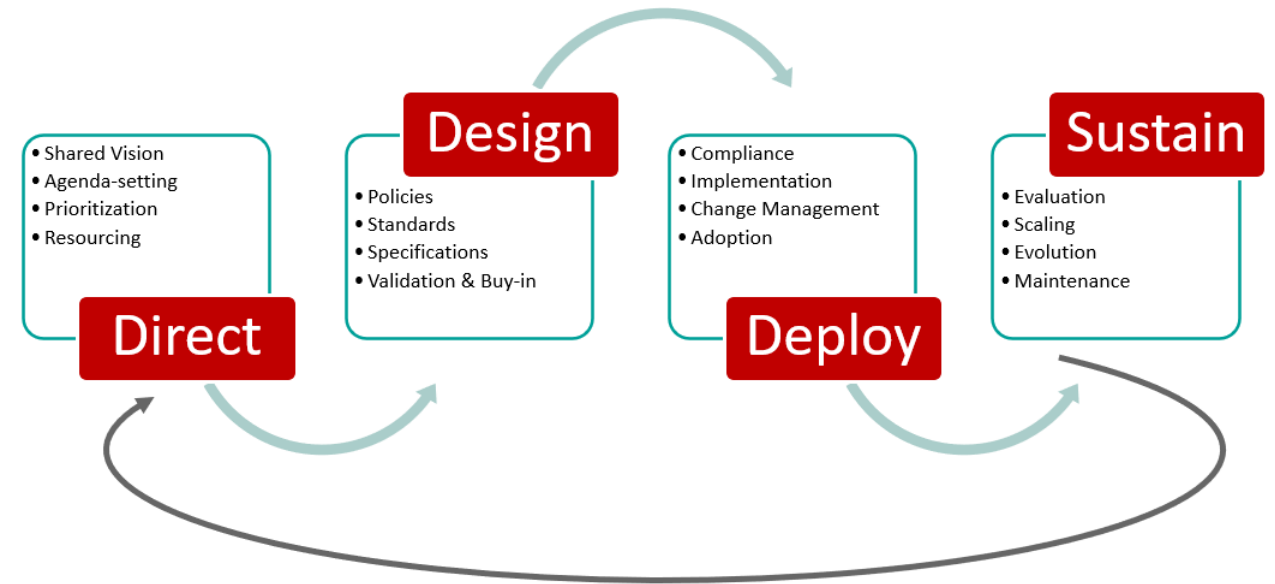 • Shared Vision
• Agenda-setting
• Prioritization
• Resourcing
Direct
Design
• Policies
• Standards
• Specifications
• Validation & Buy-in
• Compliance
• Implementation
• Change Management
• Adoption
Deploy
Sustain
• Evaluation
• Scaling
• Evolution
• Maintenance